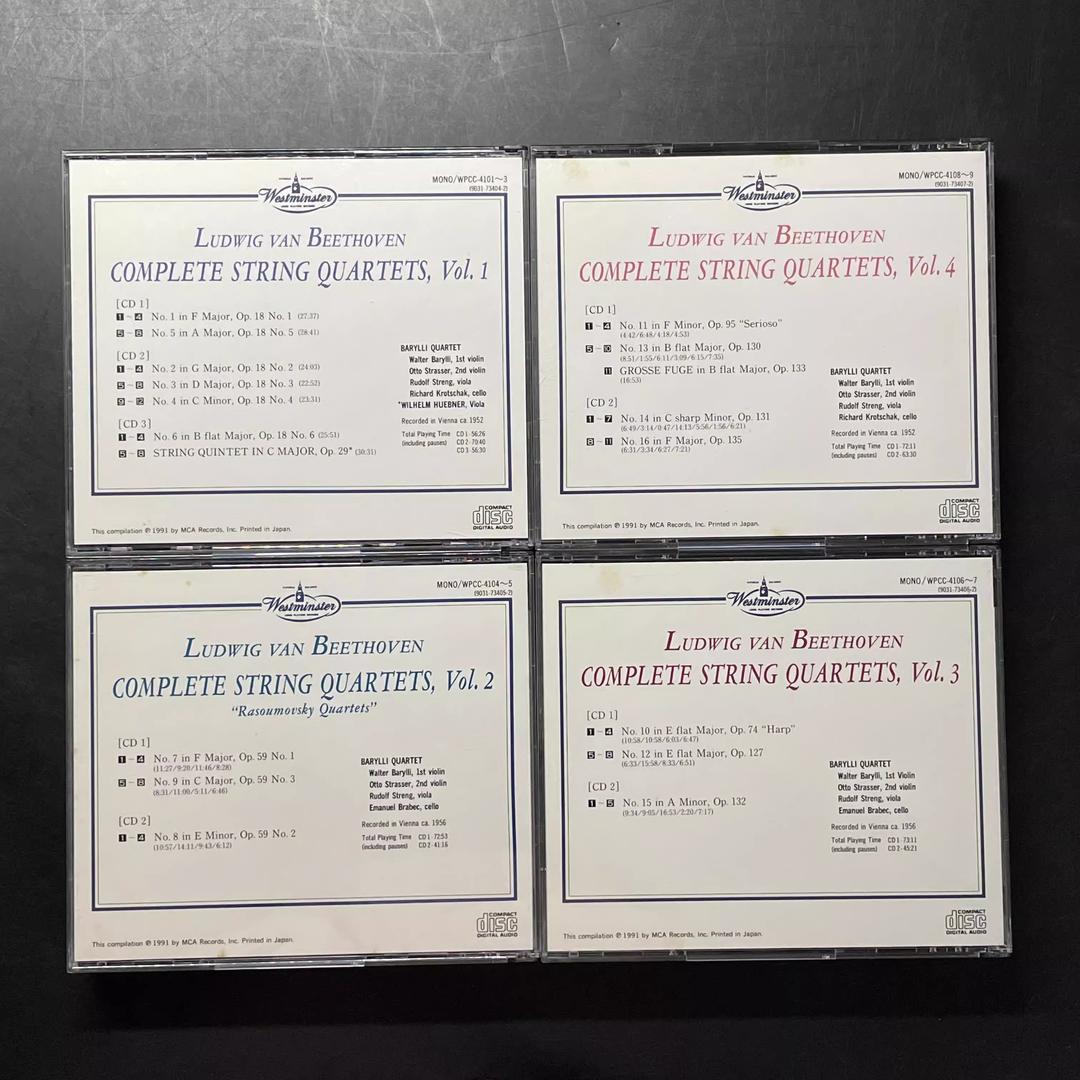 MONO/WPCC-4101～3
(9031-73404-2)
Westminster
LUDWIG VAN BEETHOVEN
COMPLETE STRING QUARTETS, Vol. 1
[CD 1]
1－4 No. 1 in F Major, Op. 18 No. 1 (27:37)
5－8 No. 5 in A Major, Op. 18 No. 5 (28:41)
[CD 2]
1－4 No. 2 in G Major, Op. 18 No. 2 (24:03)
5－8 No. 3 in D Major, Op. 18 No. 3 (22:52)
9－12 No. 4 in C Minor, Op. 18 No. 4 (23:31)
[CD 3]
1－4 No. 6 in B flat Major, Op. 18 No. 6 (25:51)
5－8 STRING QUINTET IN C MAJOR, Op. 29* (30:31)
BARYLLI QUARTET
Walter Barylli, 1st violin
Otto Strasser, 2nd violin
Rudolf Streng, viola
Richard Krotschak, cello
*WILHELM HUEBNER, Viola
Recorded in Vienna ca. 1952
Total Playing Time CD 1-56:26
(including pauses) CD 2-70:40
CD 3-56:30
This compilation ℗ 1991 by MCA Records, Inc. Printed in Japan.
COMPACT
disc
DIGITAL AUDIO
MONO/WPCC-4108～9
(9031-73407-2)
Westminster
LUDWIG VAN BEETHOVEN
COMPLETE STRING QUARTETS, Vol. 4
[CD 1]
1－4 No. 11 in F Minor, Op. 95 “Serioso”
(4:42/6:48/4:18/4:53)
5－10 No. 13 in B flat Major, Op. 130
(8:51/1:55/6:11/3:09/6:15/7:35)
11 GROSSE FUGE in B flat Major, Op. 133
(16:53)
[CD 2]
1－7 No. 14 in C sharp Minor, Op. 131
(6:49/3:14/0:47/14:13/5:56/1:56/6:21)
8－11 No. 16 in F Major, Op. 135
(6:31/3:34/6:27/7:21)
BARYLLI QUARTET
Walter Barylli, 1st violin
Otto Strasser, 2nd violin
Rudolf Streng, viola
Richard Krotschak, cello
Recorded in Vienna ca. 1952
Total Playing Time CD 1-72:11
(including pauses) CD 2-63:30
This compilation ℗ 1991 by MCA Records, Inc. Printed in Japan.
COMPACT
disc
DIGITAL AUDIO
MONO/WPCC-4104～5
(9031-73405-2)
Westminster
LUDWIG VAN BEETHOVEN
COMPLETE STRING QUARTETS, Vol. 2
“Rasoumovsky Quartets”
[CD 1]
1－4 No. 7 in F Major, Op. 59 No. 1
(11:27/9:20/11:46/8:28)
5－8 No. 9 in C Major, Op. 59 No. 3
(8:31/11:00/5:11/6:46)
[CD 2]
1－4 No. 8 in E Minor, Op. 59 No. 2
(10:57/14:11/9:43/6:12)
BARYLLI QUARTET
Walter Barylli, 1st violin
Otto Strasser, 2nd violin
Rudolf Streng, viola
Emanuel Brabec, cello
Recorded in Vienna ca. 1956
Total Playing Time CD 1-72:53
(including pauses) CD 2-41:16
This compilation ℗ 1991 by MCA Records, Inc. Printed in Japan.
COMPACT
disc
DIGITAL AUDIO
MONO/WPCC-4106～7
(9031-73406-2)
Westminster
LUDWIG VAN BEETHOVEN
COMPLETE STRING QUARTETS, Vol. 3
[CD 1]
1－4 No. 10 in E flat Major, Op. 74 “Harp”
(10:58/10:58/6:03/6:47)
5－8 No. 12 in E flat Major, Op. 127
(6:33/15:58/8:33/6:51)
[CD 2]
1－5 No. 15 in A Minor, Op. 132
(9:34/9:05/16:53/2:20/7:17)
BARYLLI QUARTET
Walter Barylli, 1st Violin
Otto Strasser, 2nd violin
Rudolf Streng, viola
Emanuel Brabec, cello
Recorded in Vienna ca. 1956
Total Playing Time CD 1-73:11
(including pauses) CD 2-45:21
This compilation ℗ 1991 by MCA Records, Inc. Printed in Japan.
COMPACT
disc
DIGITAL AUDIO